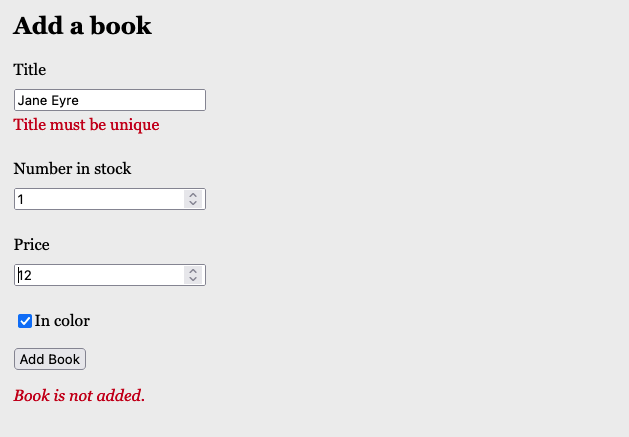 Add a book
Title
Jane Eyre
Title must be unique
Number in stock
1
Price
12
In color
Add Book
Book is not added.